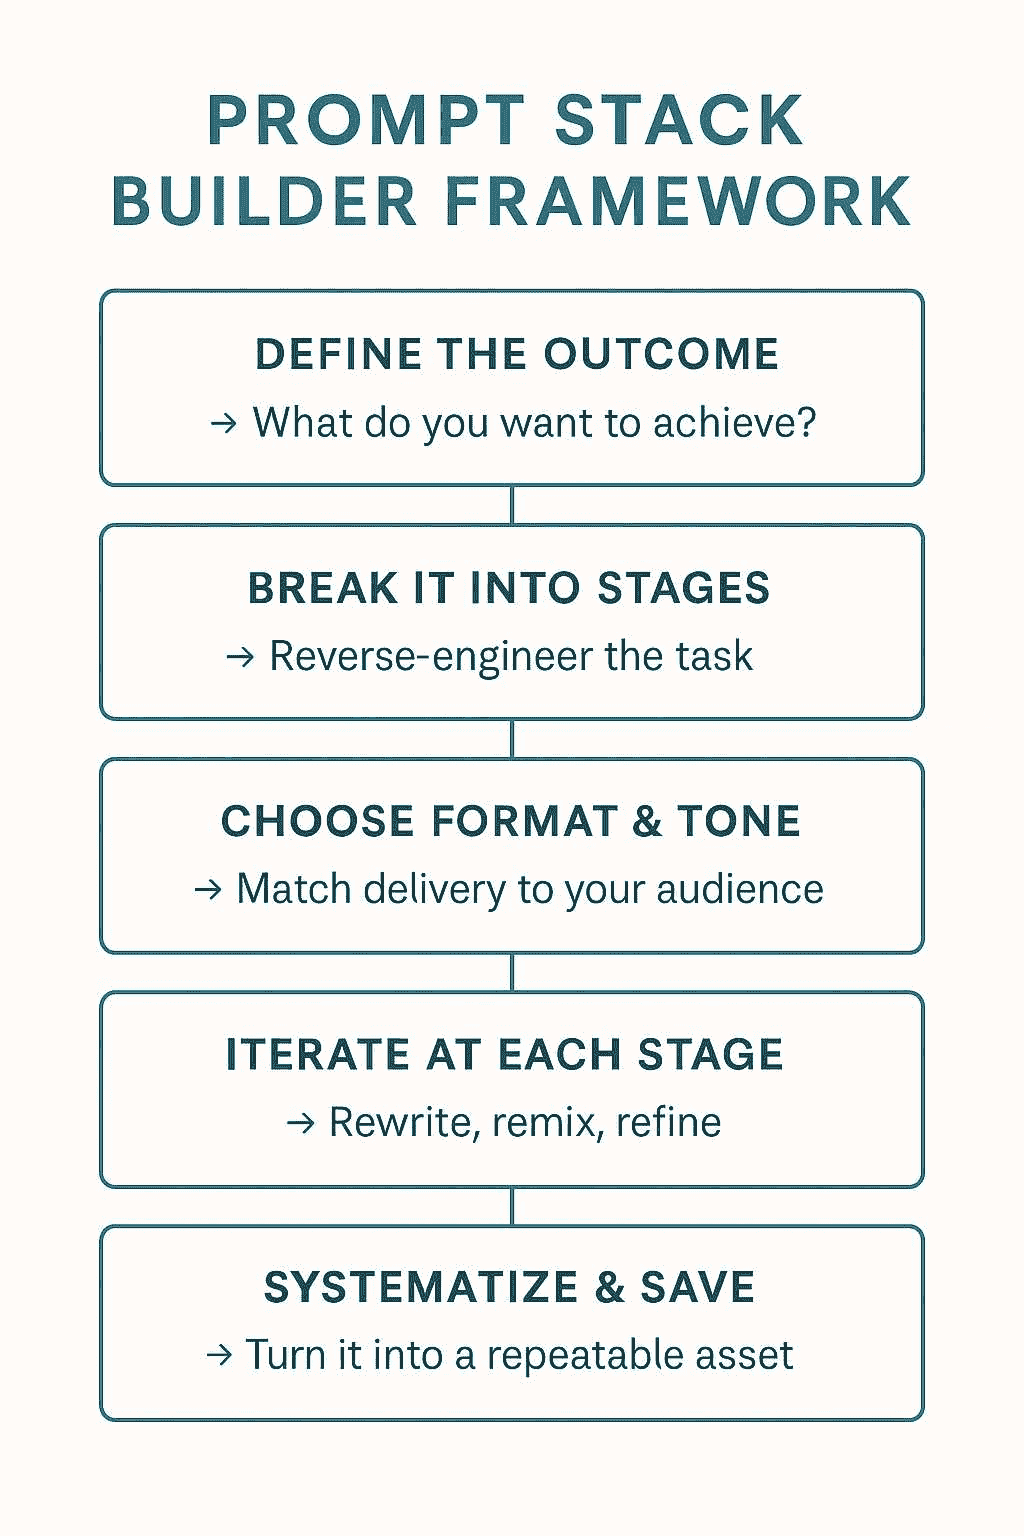 PROMPT STACK
BUILDER FRAMEWORK
DEFINE THE OUTCOME
→ What do you want to achieve?
BREAK IT INTO STAGES
→ Reverse-engineer the task
CHOOSE FORMAT & TONE
→ Match delivery to your audience
ITERATE AT EACH STAGE
→ Rewrite, remix, refine
SYSTEMATIZE & SAVE
→ Turn it into a repeatable asset